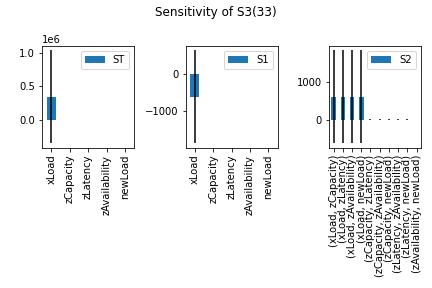 Sensitivity of S3(33)
1e6
ST
1.0
0.5
0.0
xLoad
zCapacity
zLatency
zAvailability
newLoad
S1
0
−1000
xLoad
zCapacity
zLatency
zAvailability
newLoad
S2
1000
0
(xLoad, zCapacity)
(xLoad, zLatency)
(xLoad, zAvailability)
(xLoad, newLoad)
(zCapacity, zLatency)
(zCapacity, zAvailability)
(zCapacity, newLoad)
(zLatency, zAvailability)
(zLatency, newLoad)
(zAvailability, newLoad)